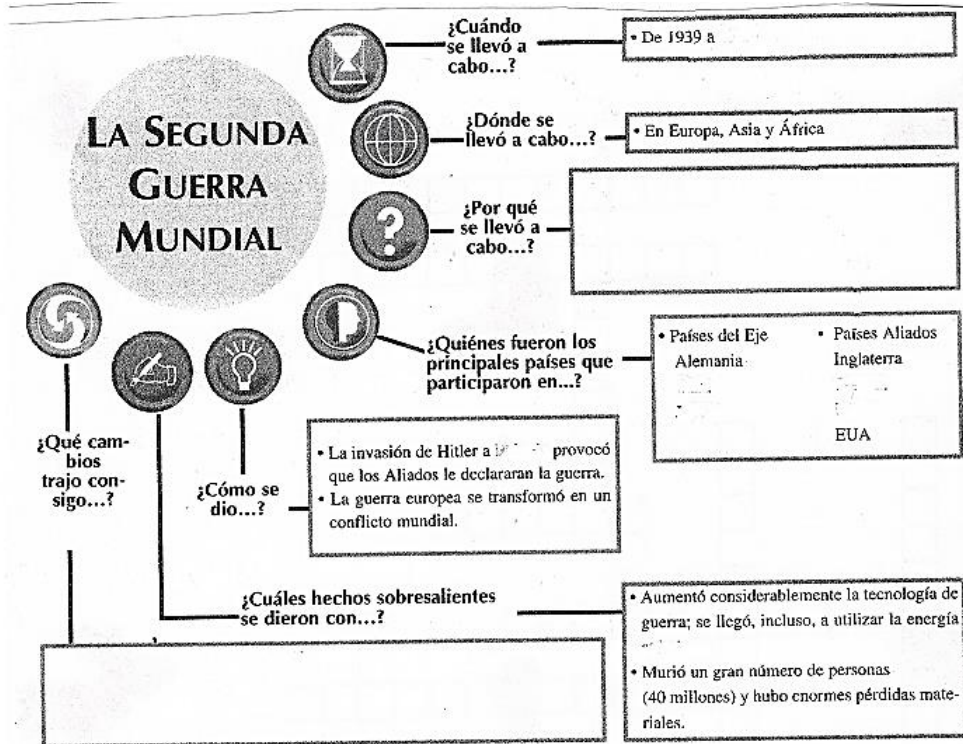 LA SEGUNDA
GUERRA
MUNDIAL
¿Cuándo
se llevó a
cabo...?
• De 1939 a
¿Dónde se
llevó a cabo...?
• En Europa, Asia y África
¿Por qué
se llevó a
cabo...?
¿Quiénes fueron los
principales países que
participaron en...?
• Países del Eje
Alemania
• Países Aliados
Inglaterra
EUA
¿Cómo se
dio...?
• La invasión de Hitler a provocó
que los Aliados le declararan la guerra.
• La guerra europea se transformó en un
conflicto mundial.
¿Cuáles hechos sobresalientes
se dieron con...?
• Aumentó considerablemente la tecnología de
guerra; se llegó, incluso, a utilizar la energía
• Murió un gran número de personas
(40 millones) y hubo enormes pérdidas mate-
riales.
¿Qué cam-
bios
trajo con-
sigo...?